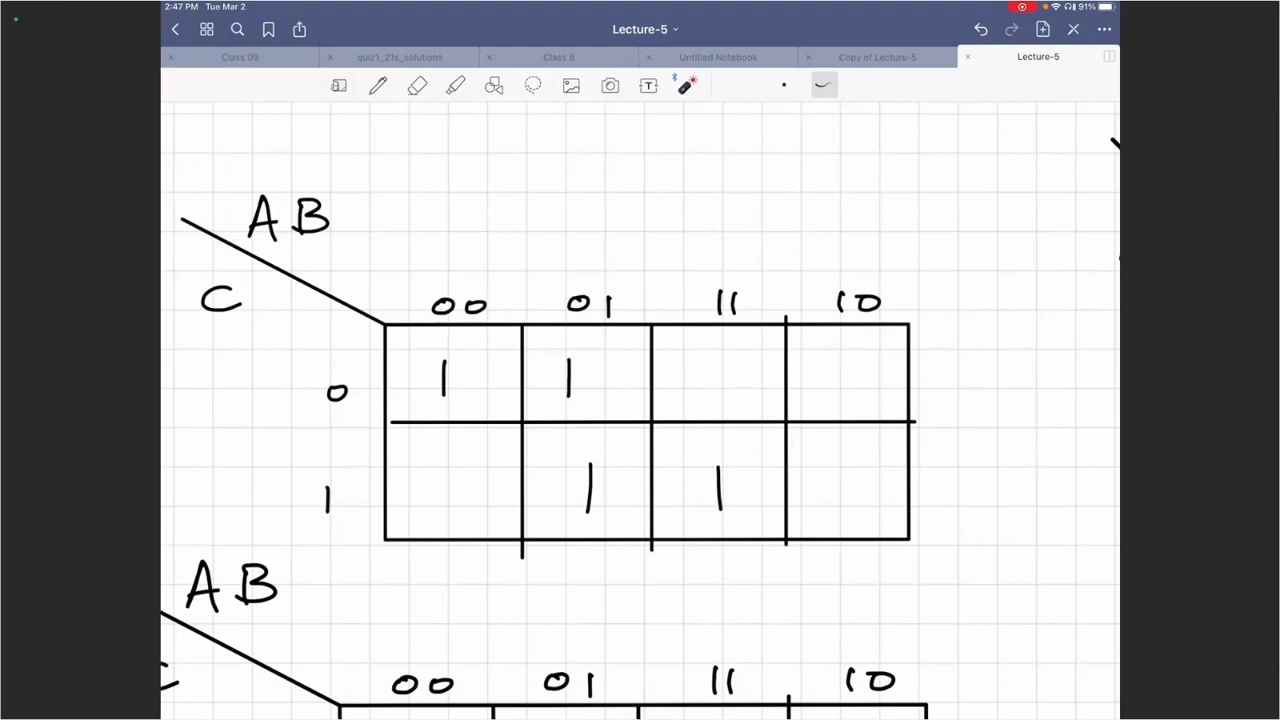 2:47 PM Tue Mar 2
91%
Lecture-5
Class 09
quiz1_21s_solutions
Class 8
Untitled Notebook
Copy of Lecture-5
Lecture-5
T
AB
C
00 01 11 10
0 1 1
1 1 1
AB
C
00 01 11 10